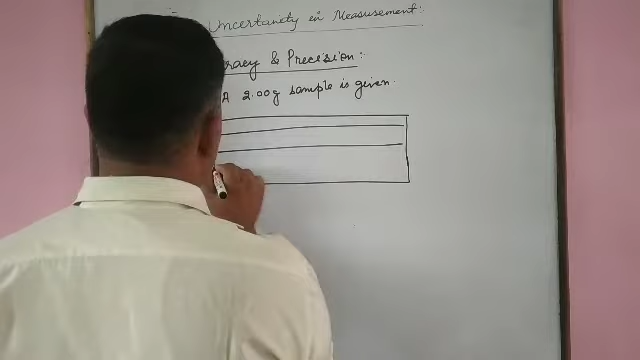 Uncertainty in Measurement:
& Precision:
A 2.00g sample is given.